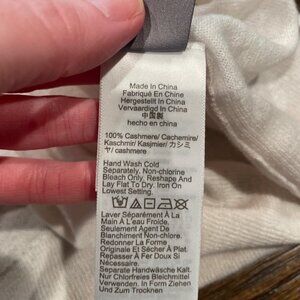 Made In China
Fabriqué En Chine
Hergestellt In China
Vervaardigd In China
中国製
hecho en china
100% Cashmere/ Cachemire/
Kaschmir/ Kasjmier/ カシミ
ヤ/ cashmere
Hand Wash Cold
Separately, Non-chlorine
Bleach Only, Reshape And
Lay Flat To Dry. Iron On
Lowest Setting.
Laver Séparément À La
Main À L'eau Froide,
Seulement Agent De
Blanchiment Non-chloré.
Redonner La Forme
Originale Et Sécher À Plat.
Repasser À Fer Doux Si
Nécessaire
Separate Handwäsche Kalt.
Nur Chlorfreies Bleichmittel
Verwenden In Form Ziehen
Und Zum Trocknen